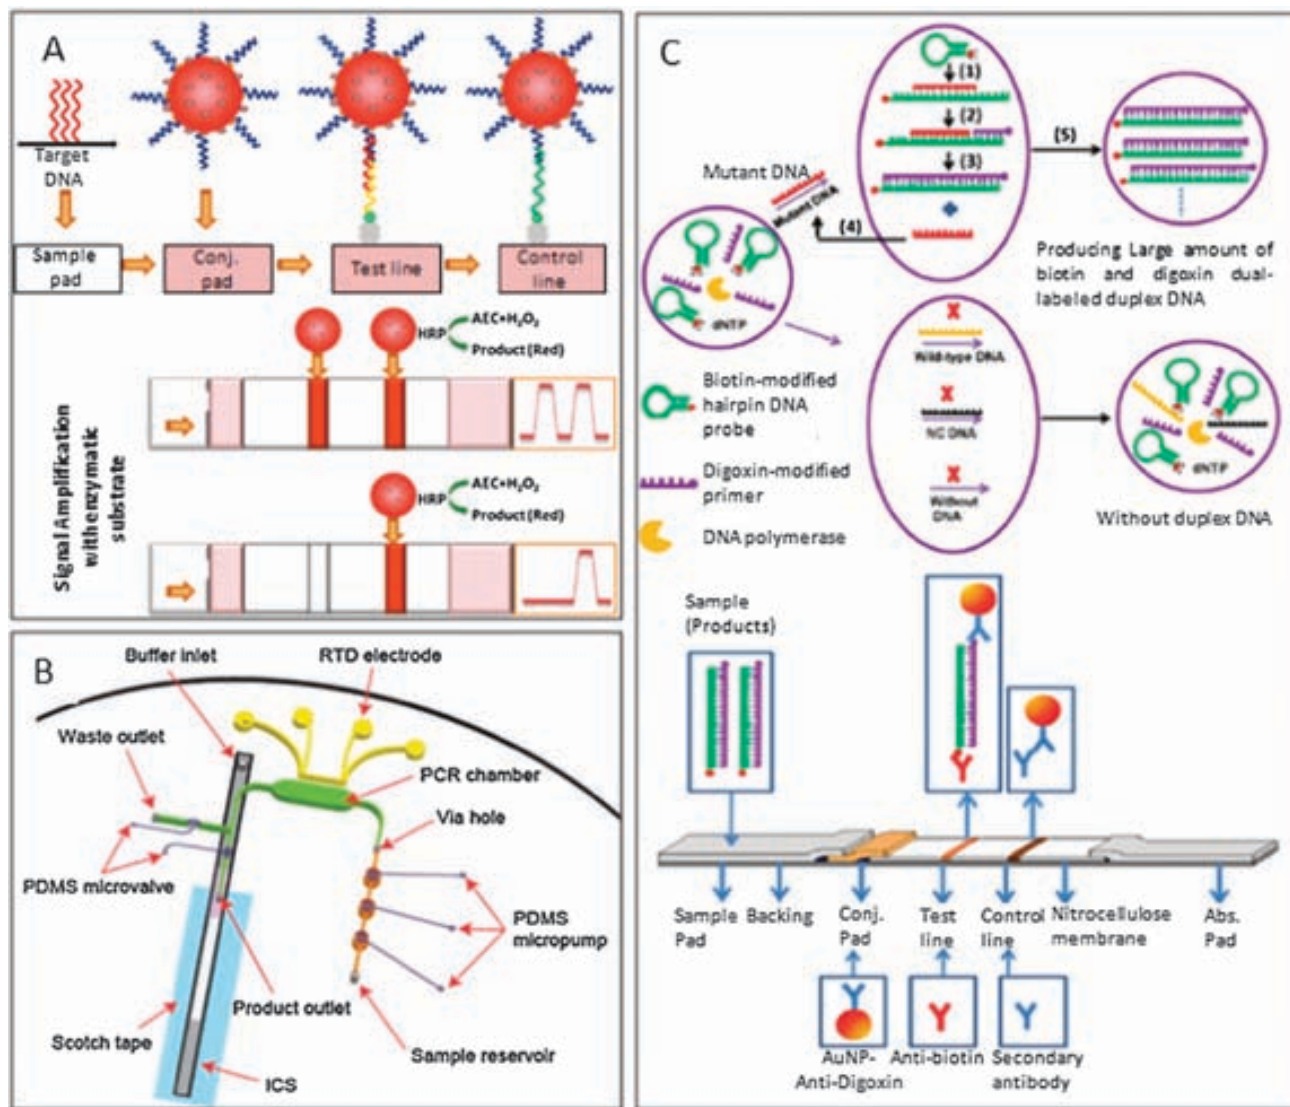 A
Target
DNA
Sample
pad
Conj.
pad
Test line
Control
line
HRP
AEC+H₂O₂
Product (Red)
HRP
AEC+H₂O₂
Product (Red)
Signal Amplification
with enzymatic
substrate
B
Buffer inlet
RTD electrode
Waste outlet
PCR chamber
Via hole
PDMS microvalve
PDMS
micropump
Product outlet
Scotch tape
Sample reservoir
ICS
C
(1)
(2)
(3)
(5)
Mutant DNA
Mutant DNA
(4)
dNTP
Producing Large amount of
biotin and digoxin dual-
labeled duplex DNA
X
Wild-type DNA
X
NC DNA
X
Without
DNA
dNTP
Without duplex DNA
Biotin-modified
hairpin DNA
probe
Digoxin-modified
primer
DNA polymerase
Sample
(Products)
Sample
Pad
Backing
Conj.
Pad
Test
line
Control
line
Nitrocellulose
membrane
Abs.
Pad
AuNP-
Anti-Digoxin
Anti-biotin
Secondary
antibody